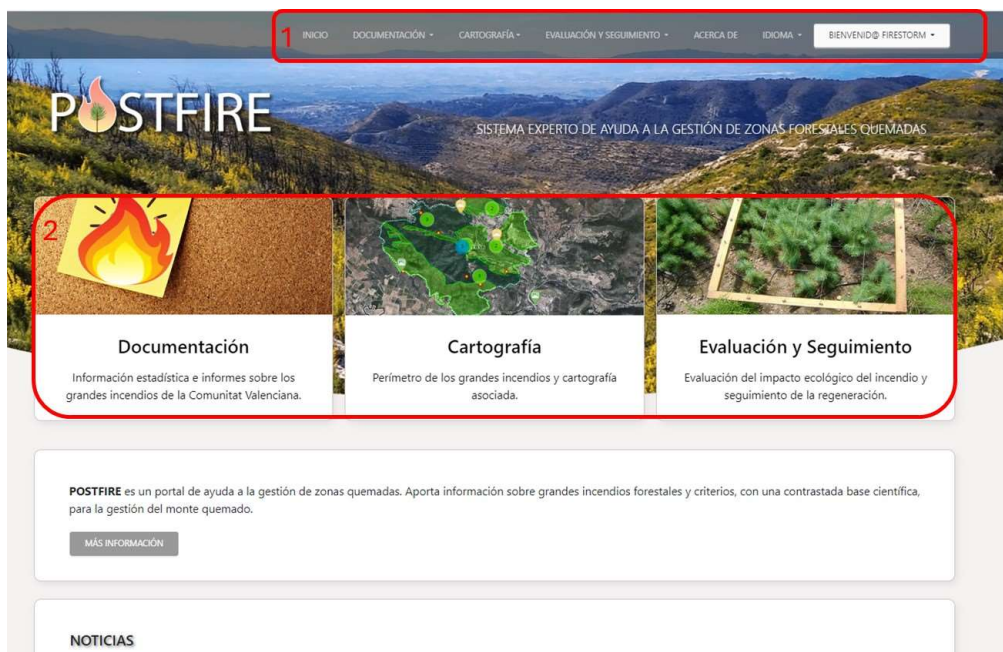 1
INICIO DOCUMENTACIÓN CARTOGRAFÍA EVALUACIÓN Y SEGUIMIENTO ACERCA DE IDIOMA BIENVENID@ FIRESTORM
POSTFIRE
SISTEMA EXPERTO DE AYUDA A LA GESTIÓN DE ZONAS FORESTALES QUEMADAS
2
Documentación
Información estadística e informes sobre los
grandes incendios de la Comunitat Valenciana.
Cartografía
Perímetro de los grandes incendios y cartografía
asociada.
Evaluación y Seguimiento
Evaluación del impacto ecológico del incendio y
seguimiento de la regeneración.
POSTFIRE es un portal de ayuda a la gestión de zonas quemadas. Aporta información sobre grandes incendios forestales y criterios, con una contrastada base científica,
para la gestión del monte quemado.
MÁS INFORMACIÓN
NOTICIAS